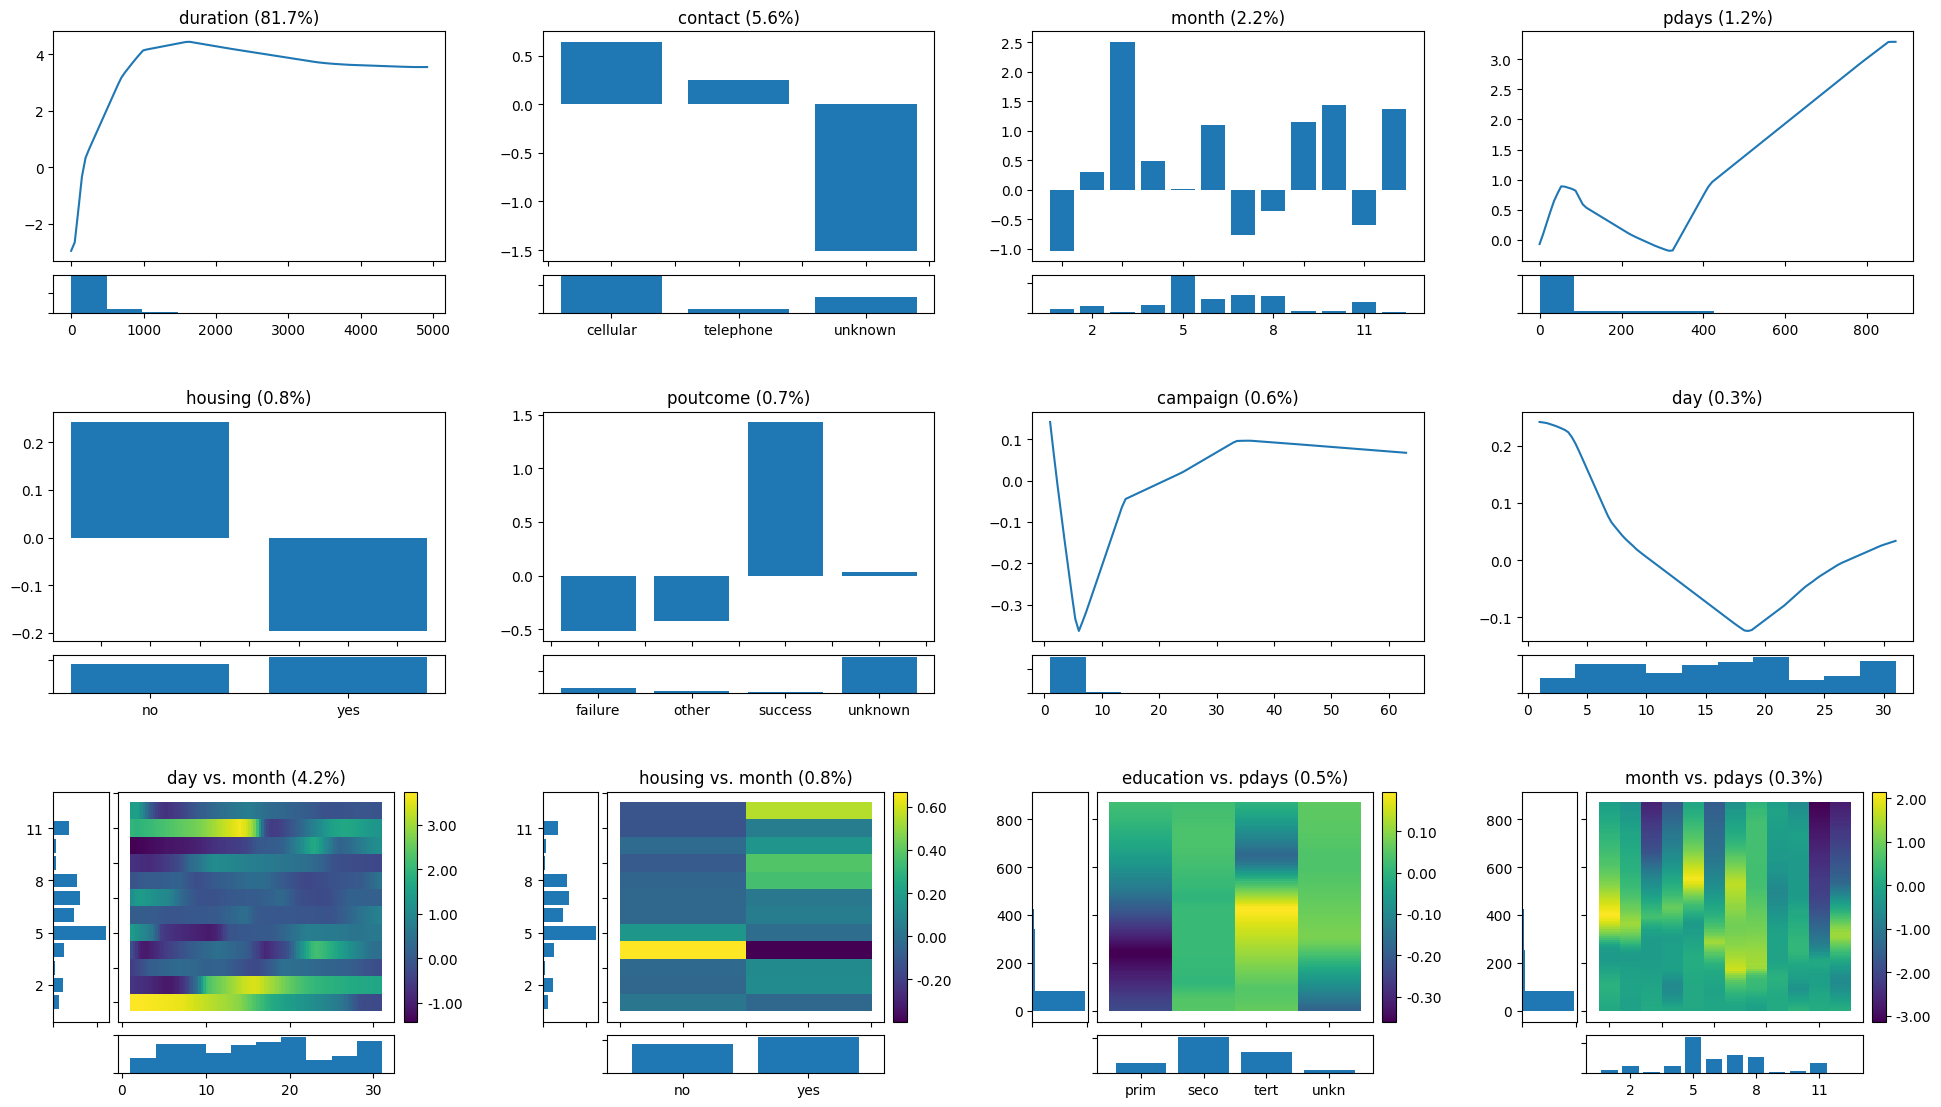 duration (81.7%) contact (5.6%) month (2.2%) pdays (1.2%)
4 2 0 −2
0.5 0.0 −0.5 −1.0 −1.5
2.5 2.0 1.5 1.0 0.5 0.0 −0.5 −1.0
3.0 2.5 2.0 1.5 1.0 0.5 0.0
0 1000 2000 3000 4000 5000
cellular telephone unknown
2 5 8 11
0 200 400 600 800
housing (0.8%) poutcome (0.7%) campaign (0.6%) day (0.3%)
0.2 0.1 0.0 −0.1 −0.2
1.5 1.0 0.5 0.0 −0.5
0.1 0.0 −0.1 −0.2 −0.3
0.2 0.1 0.0 −0.1
no yes
failure other success unknown
0 10 20 30 40 50 60
0 5 10 15 20 25 30
day vs. month (4.2%) housing vs. month (0.8%) education vs. pdays (0.5%) month vs. pdays (0.3%)
11 8 5 2
3.00 2.00 1.00 0.00 -1.00
11 8 5 2
0.60 0.40 0.20 0.00 -0.20
800 600 400 200 0
0.10 0.00 -0.10 -0.20 -0.30
800 600 400 200 0
2.00 1.00 0.00 -1.00 -2.00 -3.00
0 10 20 30
no yes
prim seco tert unkn
2 5 8 11